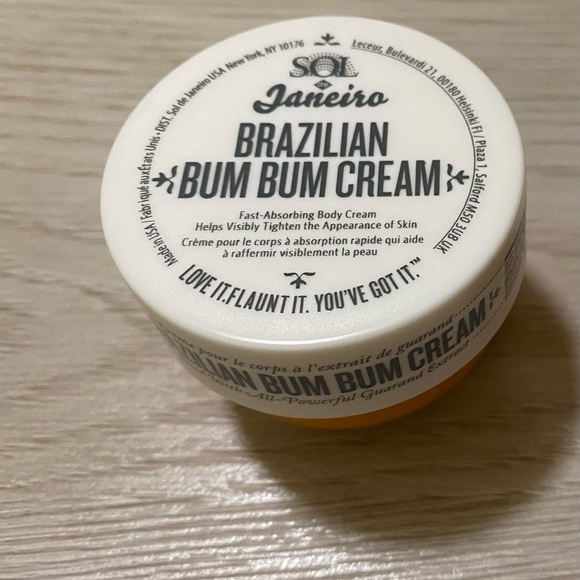 Made in USA Fabriqué aux États Unis • DIST. Sol de Janeiro USA New York, NY 10176
Leceur, Bulevardi 21, 00180 Helsinki FI / Plaza 1, Salford M50 3UB UK
SOL
de
Janeiro
BRAZILIAN
BUM BUM CREAM
Fast-Absorbing Body Cream
Helps Visibly Tighten the Appearance of Skin
Crème pour le corps à absorption rapide qui aide
à raffermir visiblement la peau
LOVE IT.FLAUNT IT. YOU'VE GOT IT.™
Crème pour le corps à l'extrait de guarana
BUM BUM CREAM
With All-Powerful Guaraná Extract